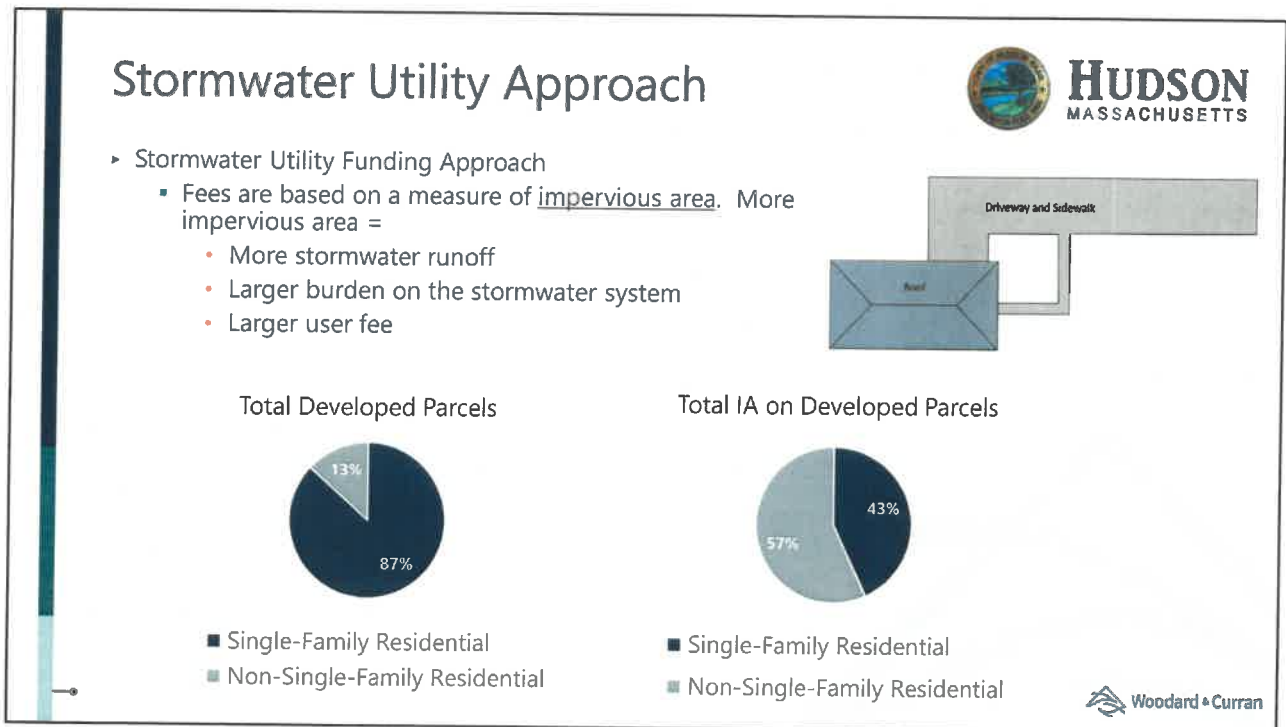 Stormwater Utility Approach
HUDSON
MASSACHUSETTS
▸ Stormwater Utility Funding Approach
▪ Fees are based on a measure of impervious area. More
impervious area =
• More stormwater runoff
• Larger burden on the stormwater system
• Larger user fee
Driveway and Sidewalk
Roof
Total Developed Parcels
13%
87%
■ Single-Family Residential
■ Non-Single-Family Residential
Total IA on Developed Parcels
43%
57%
■ Single-Family Residential
■ Non-Single-Family Residential
Woodard & Curran